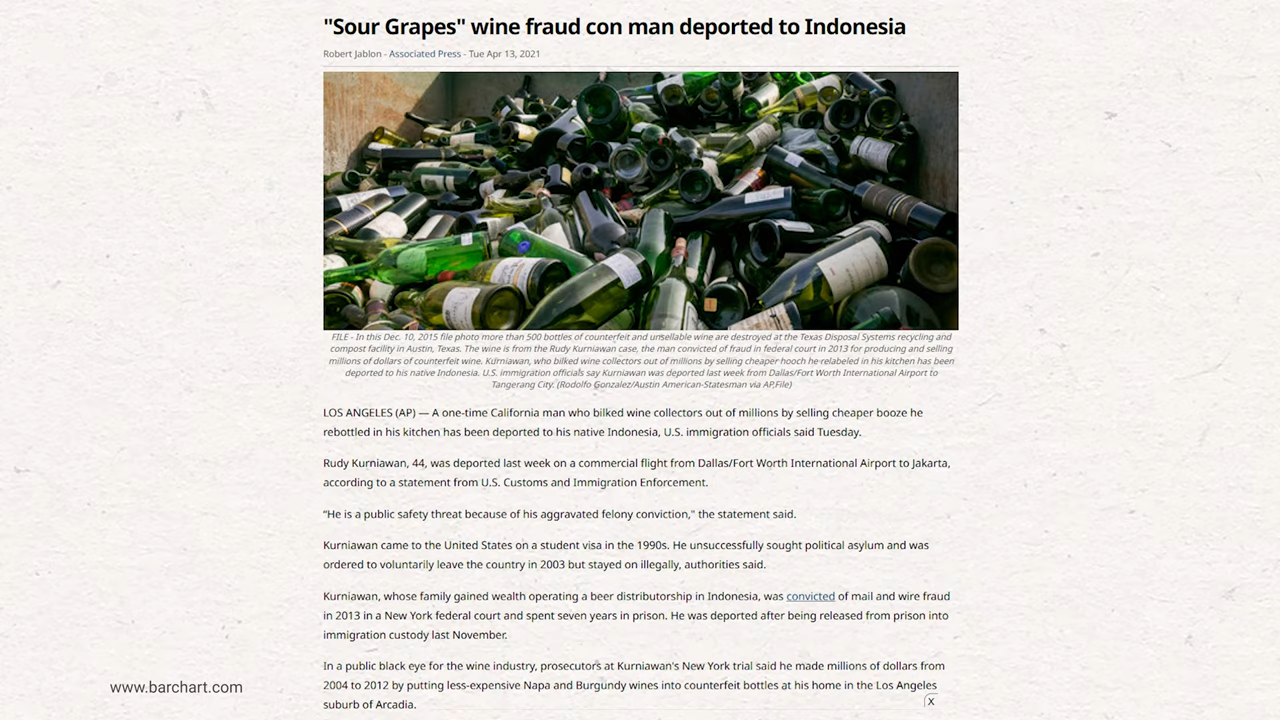 "Sour Grapes" wine fraud con man deported to Indonesia
Robert Jablon - Associated Press - Tue Apr 13, 2021
FILE - In this Dec. 10, 2015 file photo more than 500 bottles of counterfeit and unsellable wine are destroyed at the Texas Disposal Systems recycling and
compost facility in Austin, Texas. The wine is from the Rudy Kurniawan case, the man convicted of fraud in federal court in 2013 for producing and selling
millions of dollars of counterfeit wine. Kurniawan, who bilked wine collectors out of millions by selling cheaper hooch he relabeled in his kitchen has been
deported to his native Indonesia. U.S. immigration officials say Kurniawan was deported last week from Dallas/Fort Worth International Airport to
Tangerang City. (Rodolfo Gonzalez/Austin American-Statesman via AP,File)
LOS ANGELES (AP) — A one-time California man who bilked wine collectors out of millions by selling cheaper booze he
rebottled in his kitchen has been deported to his native Indonesia, U.S. immigration officials said Tuesday.
Rudy Kurniawan, 44, was deported last week on a commercial flight from Dallas/Fort Worth International Airport to Jakarta,
according to a statement from U.S. Customs and Immigration Enforcement.
"He is a public safety threat because of his aggravated felony conviction," the statement said.
Kurniawan came to the United States on a student visa in the 1990s. He unsuccessfully sought political asylum and was
ordered to voluntarily leave the country in 2003 but stayed on illegally, authorities said.
Kurniawan, whose family gained wealth operating a beer distributorship in Indonesia, was convicted of mail and wire fraud
in 2013 in a New York federal court and spent seven years in prison. He was deported after being released from prison into
immigration custody last November.
In a public black eye for the wine industry, prosecutors at Kurniawan's New York trial said he made millions of dollars from
2004 to 2012 by putting less-expensive Napa and Burgundy wines into counterfeit bottles at his home in the Los Angeles
suburb of Arcadia.
www.barchart.com
X